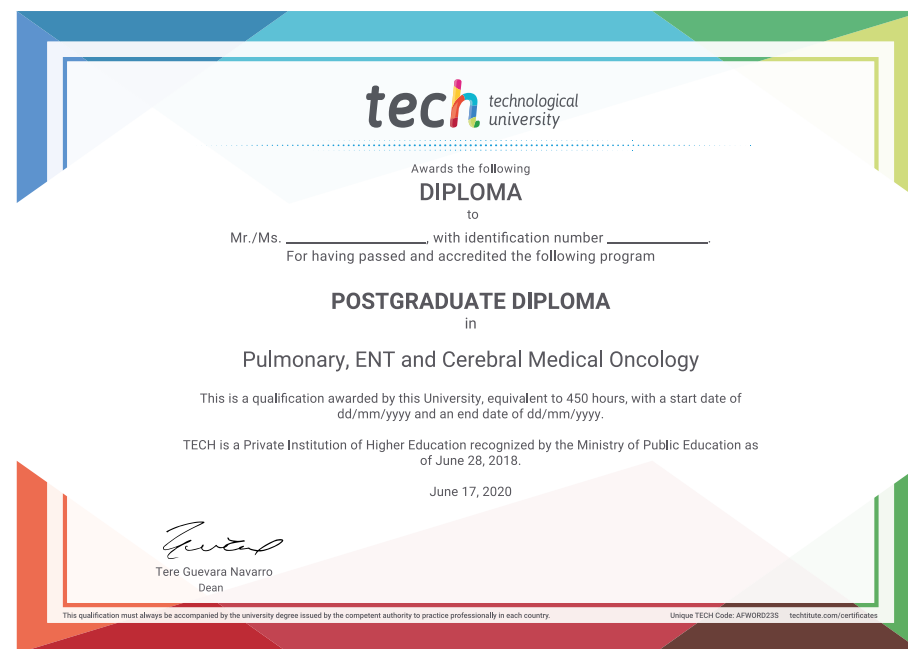 tech technological
university
Awards the following
DIPLOMA
to
Mr./Ms. ____________, with identification number ____________.
For having passed and accredited the following program
POSTGRADUATE DIPLOMA
in
Pulmonary, ENT and Cerebral Medical Oncology
This is a qualification awarded by this University, equivalent to 450 hours, with a start date of
dd/mm/yyyy and an end date of dd/mm/yyyy.
TECH is a Private Institution of Higher Education recognized by the Ministry of Public Education as
of June 28, 2018.
June 17, 2020
Tere Guevara Navarro
Dean
This qualification must always be accompanied by the university degree issued by the competent authority to practice professionally in each country.
Unique TECH Code: AFWORD23S techtitute.com/certificates